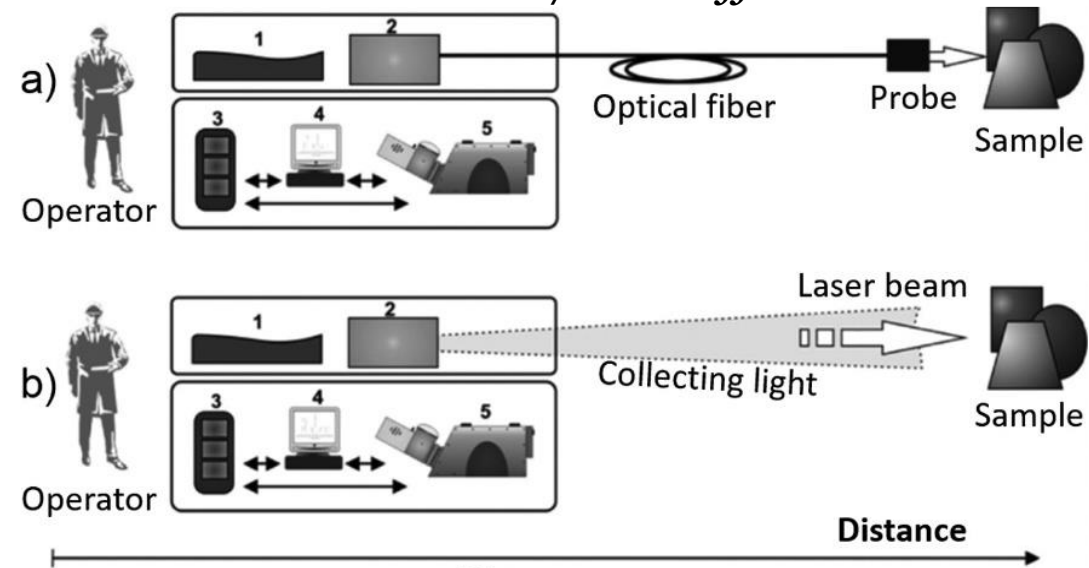 a)
1
2
Optical fiber
Probe
Sample
3
4
5
Operator
b)
1
2
Laser beam
Collecting light
Sample
3
4
5
Operator
Distance